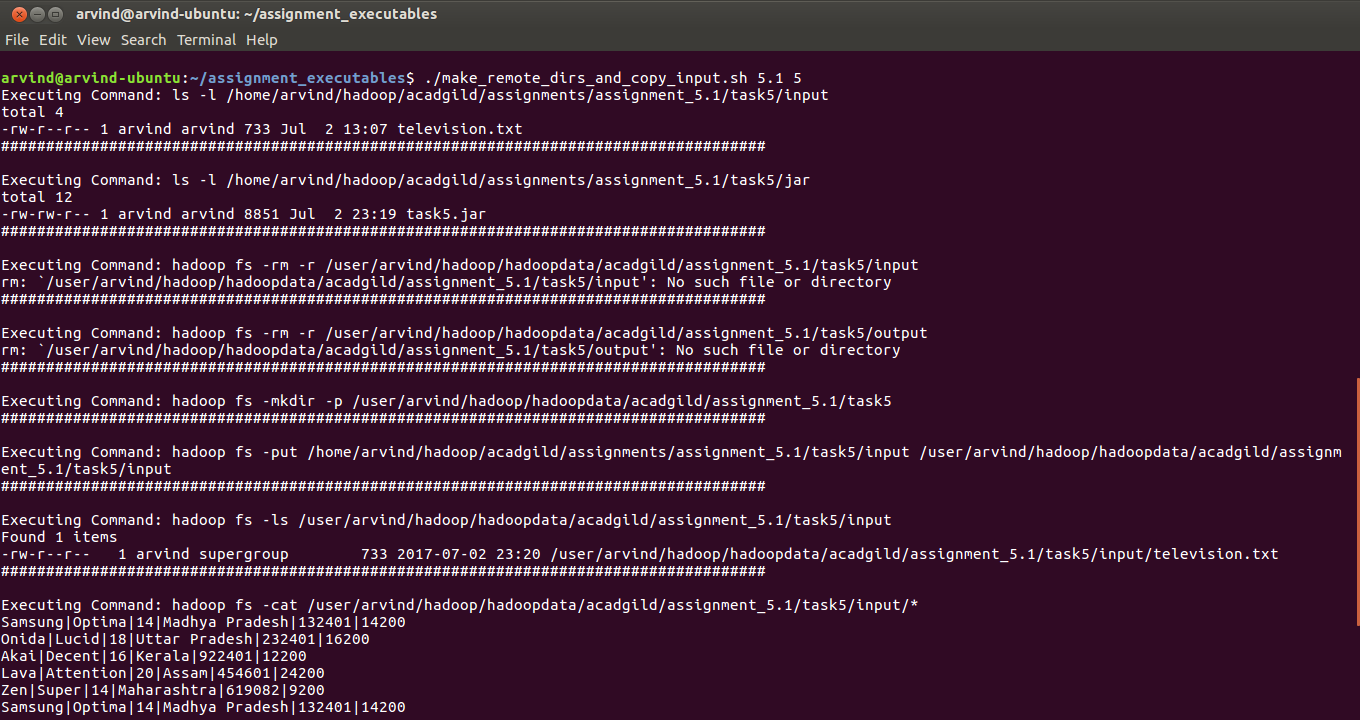 arvind@arvind-ubuntu: ~/assignment_executables
File Edit View Search Terminal Help
arvind@arvind-ubuntu:~/assignment_executables$ ./make_remote_dirs_and_copy_input.sh 5.1 5
Executing Command: ls -l /home/arvind/hadoop/acadgild/assignments/assignment_5.1/task5/input
total 4
-rw-r--r-- 1 arvind arvind 733 Jul  2 13:07 television.txt
#####################################################################################
Executing Command: ls -l /home/arvind/hadoop/acadgild/assignments/assignment_5.1/task5/jar
total 12
-rw-rw-r-- 1 arvind arvind 8851 Jul  2 23:19 task5.jar
#####################################################################################
Executing Command: hadoop fs -rm -r /user/arvind/hadoop/hadoopdata/acadgild/assignment_5.1/task5/input
rm: `/user/arvind/hadoop/hadoopdata/acadgild/assignment_5.1/task5/input': No such file or directory
#####################################################################################
Executing Command: hadoop fs -rm -r /user/arvind/hadoop/hadoopdata/acadgild/assignment_5.1/task5/output
rm: `/user/arvind/hadoop/hadoopdata/acadgild/assignment_5.1/task5/output': No such file or directory
#####################################################################################
Executing Command: hadoop fs -mkdir -p /user/arvind/hadoop/hadoopdata/acadgild/assignment_5.1/task5
#####################################################################################
Executing Command: hadoop fs -put /home/arvind/hadoop/acadgild/assignments/assignment_5.1/task5/input /user/arvind/hadoop/hadoopdata/acadgild/assignm
ent_5.1/task5/input
#####################################################################################
Executing Command: hadoop fs -ls /user/arvind/hadoop/hadoopdata/acadgild/assignment_5.1/task5/input
Found 1 items
-rw-r--r--   1 arvind supergroup        733 2017-07-02 23:20 /user/arvind/hadoop/hadoopdata/acadgild/assignment_5.1/task5/input/television.txt
#####################################################################################
Executing Command: hadoop fs -cat /user/arvind/hadoop/hadoopdata/acadgild/assignment_5.1/task5/input/*
Samsung|Optima|14|Madhya Pradesh|132401|14200
Onida|Lucid|18|Uttar Pradesh|232401|16200
Akai|Decent|16|Kerala|922401|12200
Lava|Attention|20|Assam|454601|24200
Zen|Super|14|Maharashtra|619082|9200
Samsung|Optima|14|Madhya Pradesh|132401|14200